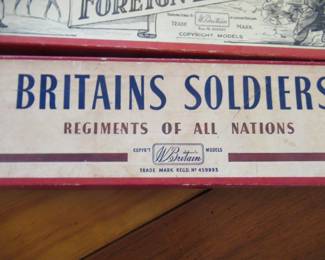 FOREIGN
TRADE
MARK
W Britain
COPYRIGHT MODELS
BRITAINS SOLDIERS
REGIMENTS OF ALL NATIONS
COPYRT W Britain MODELS
TRADE MARK REGD. Nº 459993